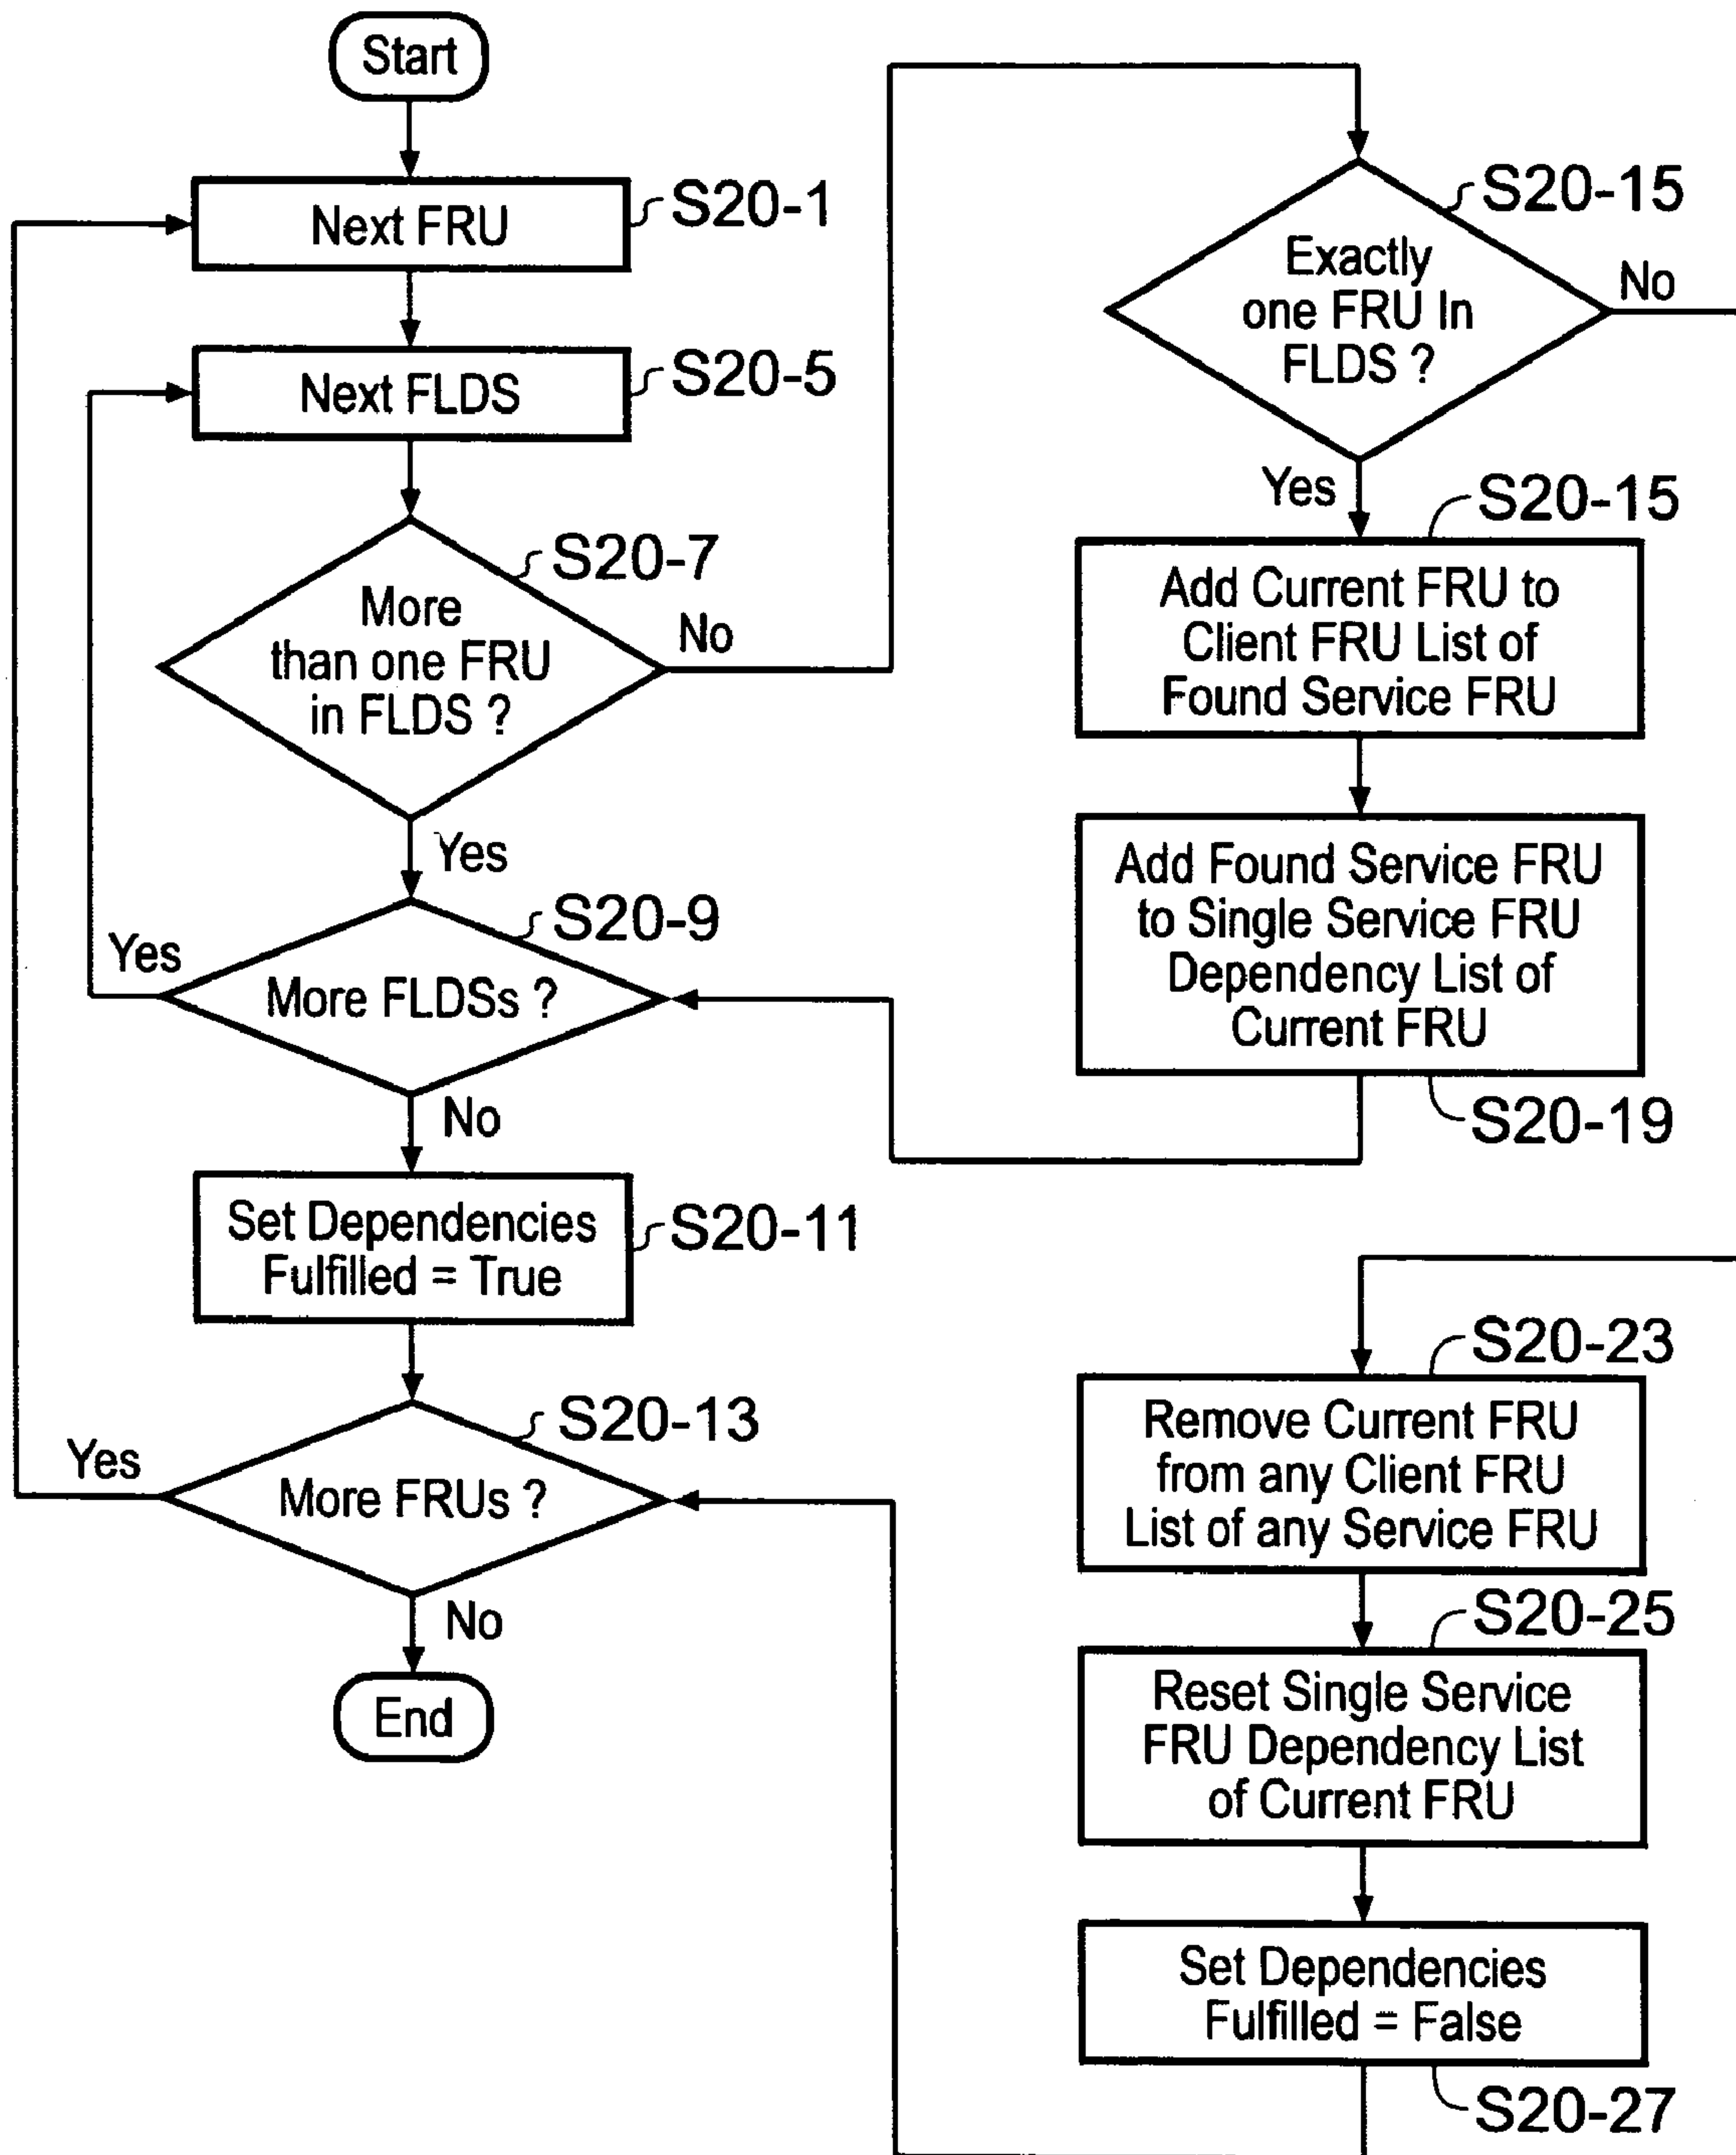 Start
Next FRU
S20-1
Next FLDS
S20-5
S20-7
More
than one FRU
in FLDS ?
No
Yes
S20-9
Yes
More FLDSs ?
No
Set Dependencies
Fulfilled = True
S20-11
S20-13
Yes
More FRUs ?
No
End
S20-15
Exactly
one FRU In
FLDS ?
No
Yes
S20-15
Add Current FRU to
Client FRU List of
Found Service FRU
Add Found Service FRU
to Single Service FRU
Dependency List of
Current FRU
S20-19
S20-23
Remove Current FRU
from any Client FRU
List of any Service FRU
S20-25
Reset Single Service
FRU Dependency List
of Current FRU
Set Dependencies
Fulfilled = False
S20-27